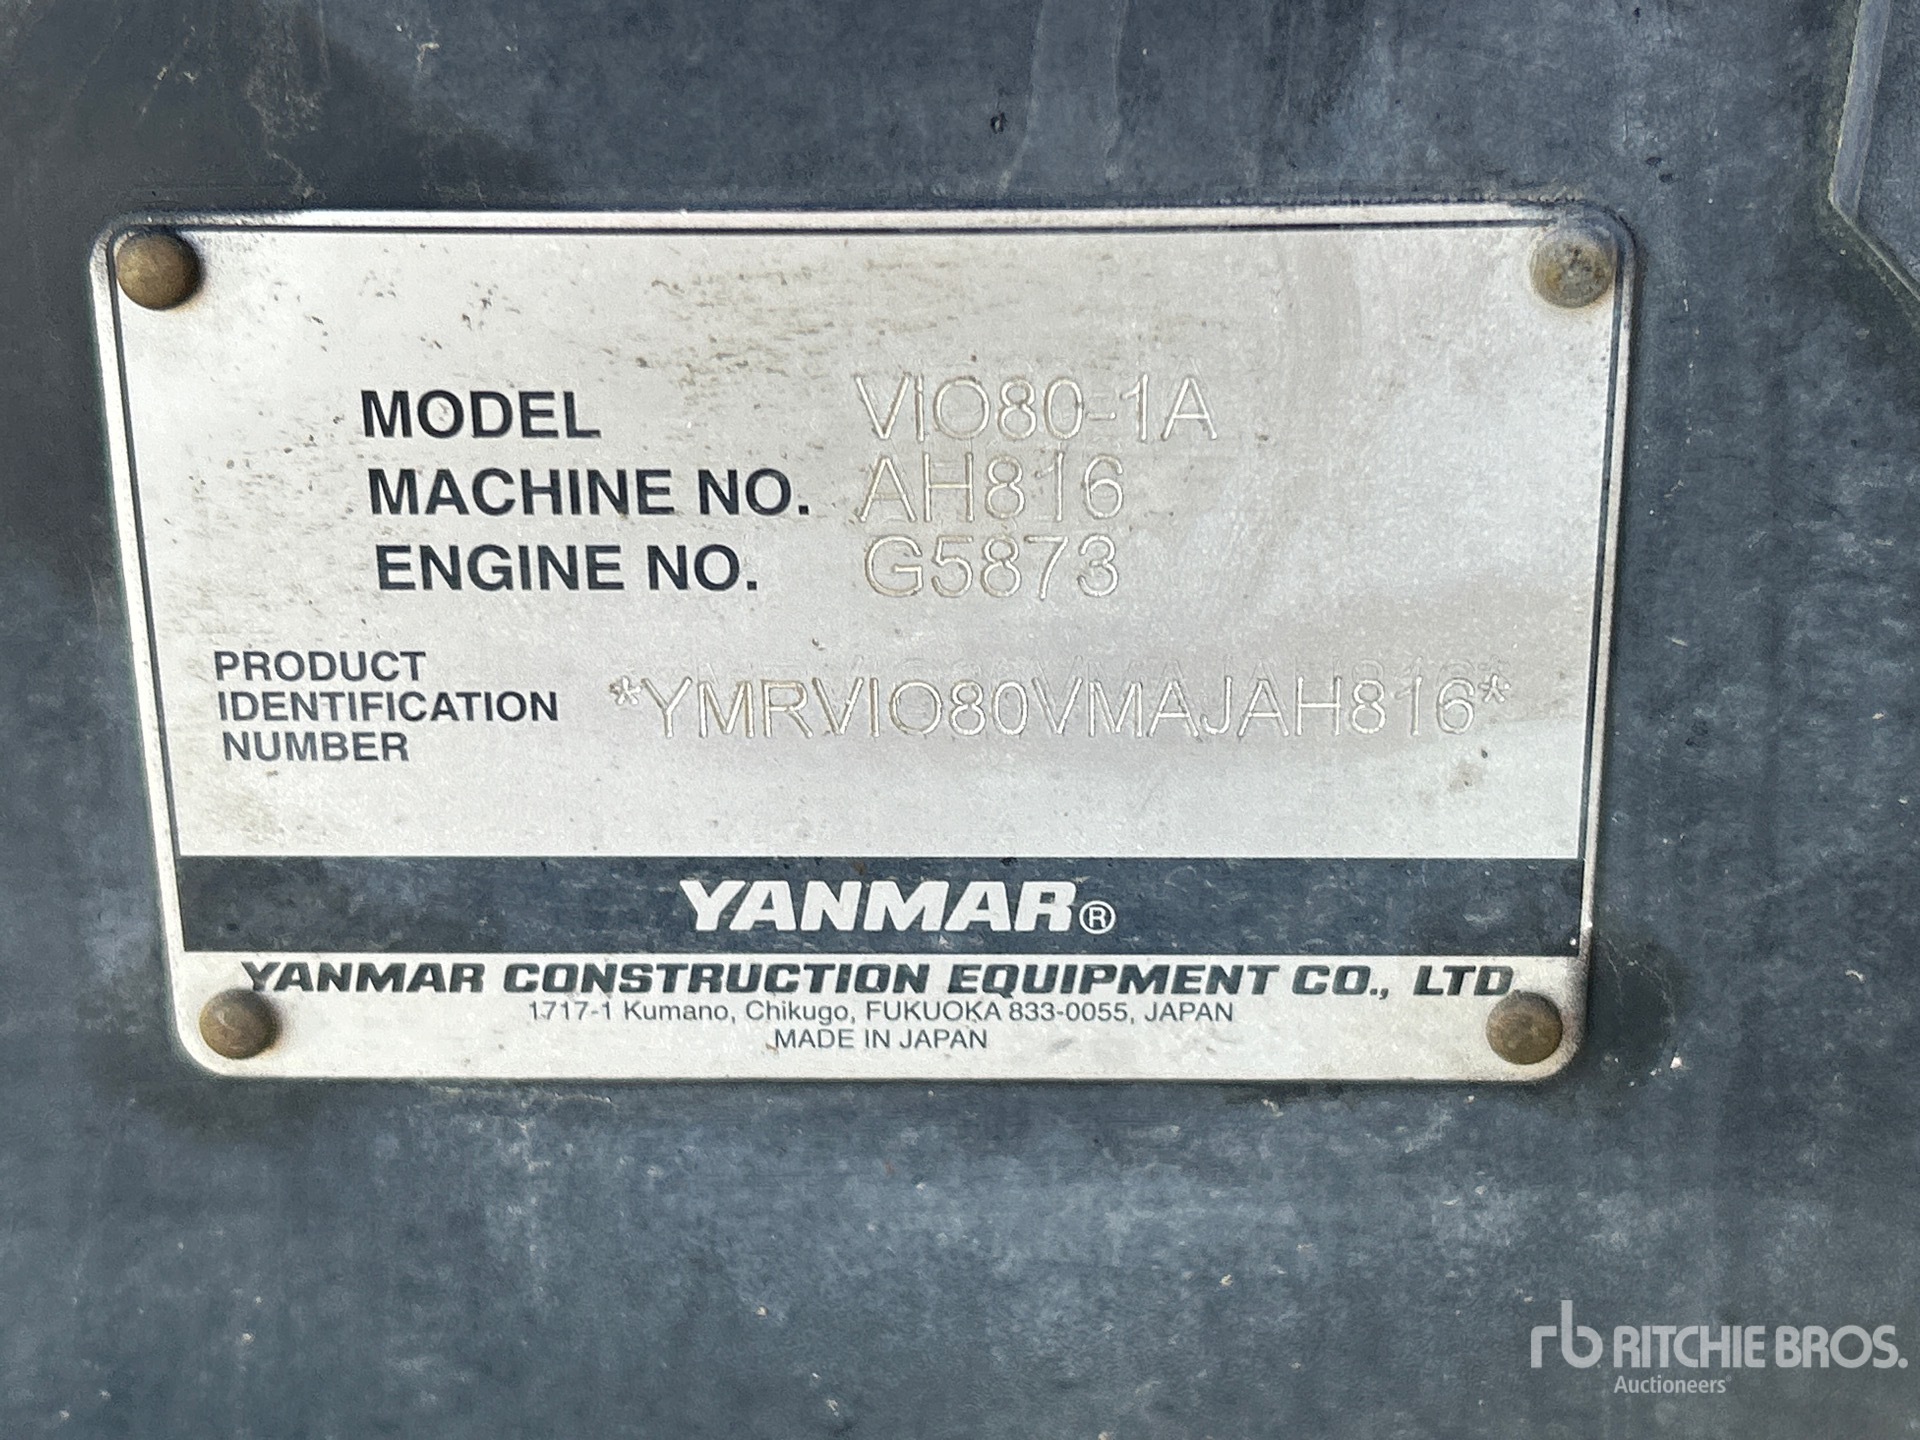 MODEL VIO80-1A
MACHINE NO. AH816
ENGINE NO. G5873
PRODUCT
IDENTIFICATION
NUMBER
*YMRVIO80VMAJAH816*
YANMAR®
YANMAR CONSTRUCTION EQUIPMENT CO., LTD.
1717-1 Kumano, Chikugo, FUKUOKA 833-0055, JAPAN
MADE IN JAPAN
rb RITCHIE BROS.
Auctioneers